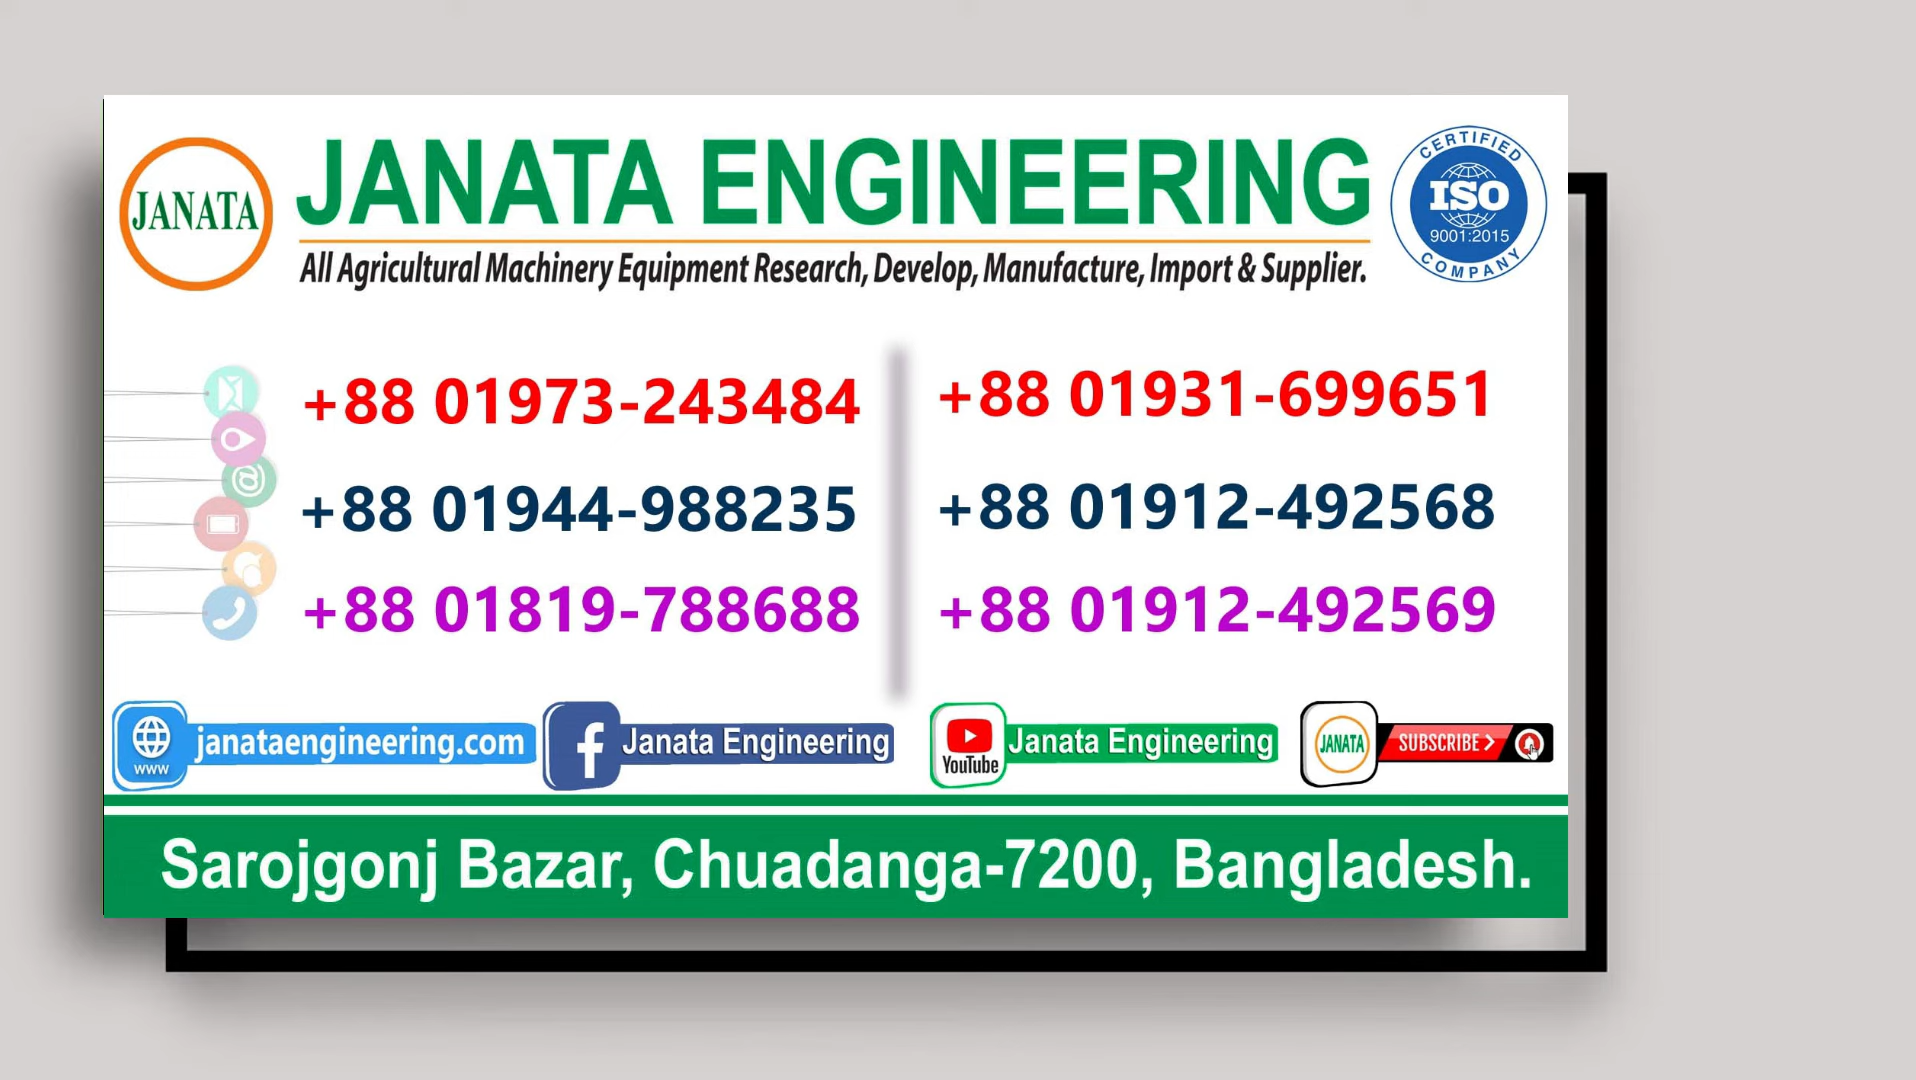 JANATA
JANATA ENGINEERING
All Agricultural Machinery Equipment Research, Develop, Manufacture, Import & Supplier.
CERTIFIED
ISO
9001:2015
COMPANY
+88 01973-243484
+88 01931-699651
+88 01944-988235
+88 01912-492568
+88 01819-788688
+88 01912-492569
www
janataengineering.com
Janata Engineering
YouTube
Janata Engineering
JANATA
SUBSCRIBE
Sarojgonj Bazar, Chuadanga-7200, Bangladesh.